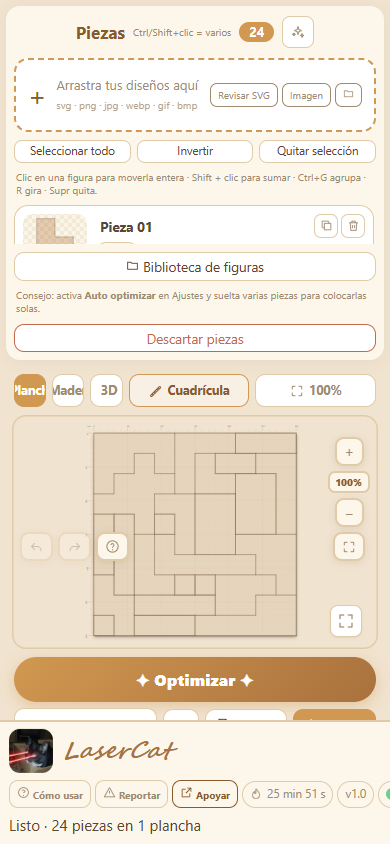 Piezas Ctrl/Shift+clic = varios 24
Arrastra tus diseños aquí
svg · png · jpg · webp · gif · bmp
Revisar SVG
Imagen
Seleccionar todo
Invertir
Quitar selección
Clic en una figura para moverla entera · Shift + clic para sumar · Ctrl+G agrupa ·
R gira · Supr quita.
Pieza 01
Biblioteca de figuras
Consejo: activa Auto optimizar en Ajustes y suelta varias piezas para colocarlas
solas.
Descartar piezas
3D
Cuadrícula
100%
+
100%
−
✦ Optimizar ✦
LaserCat
Cómo usar
Reportar
Apoyar
25 min 51 s
v1.0
Listo · 24 piezas en 1 plancha